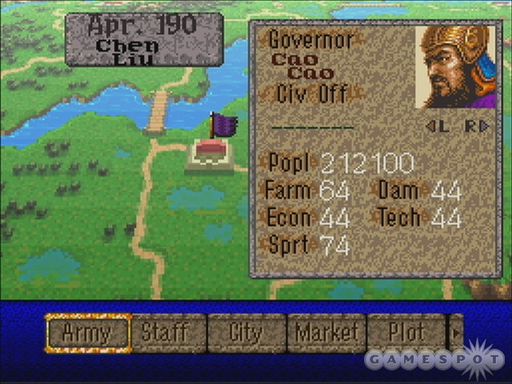 Apr. 190
Chen
Liu
Governor
Cao
Cao
Civ Off
-------
L R
Popl 212100
Farm 64 Dam 44
Econ 44 Tech 44
Sprt 74
Army Staff City Market Plot
GAMESPOT